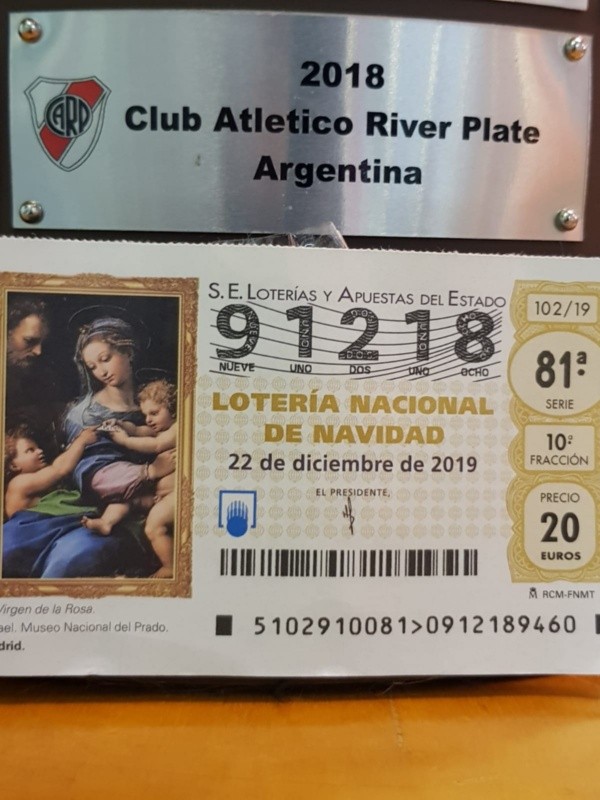 2018
CARP
Club Atletico River Plate
Argentina
S.E. LOTERÍAS Y APUESTAS DEL ESTADO
91218
NUEVE UNO DOS UNO OCHO
LOTERÍA NACIONAL
DE NAVIDAD
22 de diciembre de 2019
EL PRESIDENTE,
102/19
81ª
SERIE
10ª
FRACCIÓN
PRECIO
20
EUROS
RCM-FNMT
Virgen de la Rosa.
ael. Museo Nacional del Prado.
drid.
5102910081>0912189460